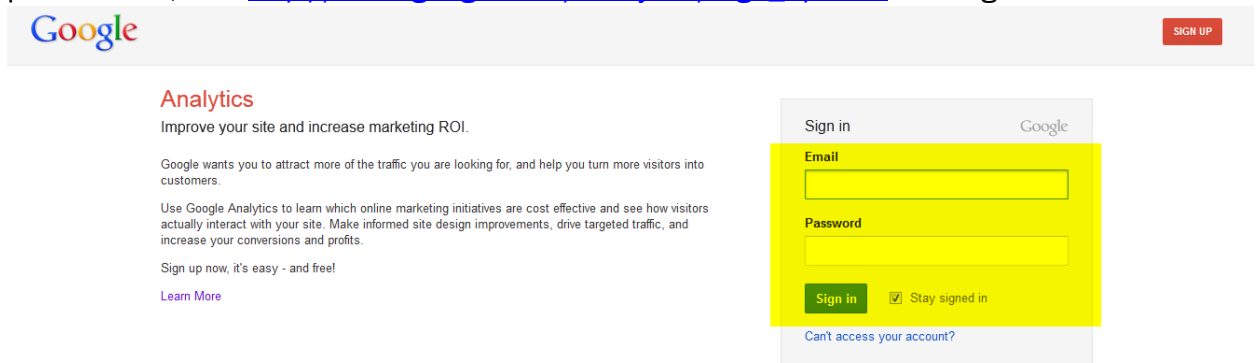 Google
SIGN UP
Analytics
Improve your site and increase marketing ROI.
Google wants you to attract more of the traffic you are looking for, and help you turn more visitors into
customers.
Use Google Analytics to learn which online marketing initiatives are cost effective and see how visitors
actually interact with your site. Make informed site design improvements, drive targeted traffic, and
increase your conversions and profits.
Sign up now, it's easy - and free!
Learn More
Sign in Google
Email
Password
Sign in Stay signed in
Can't access your account?